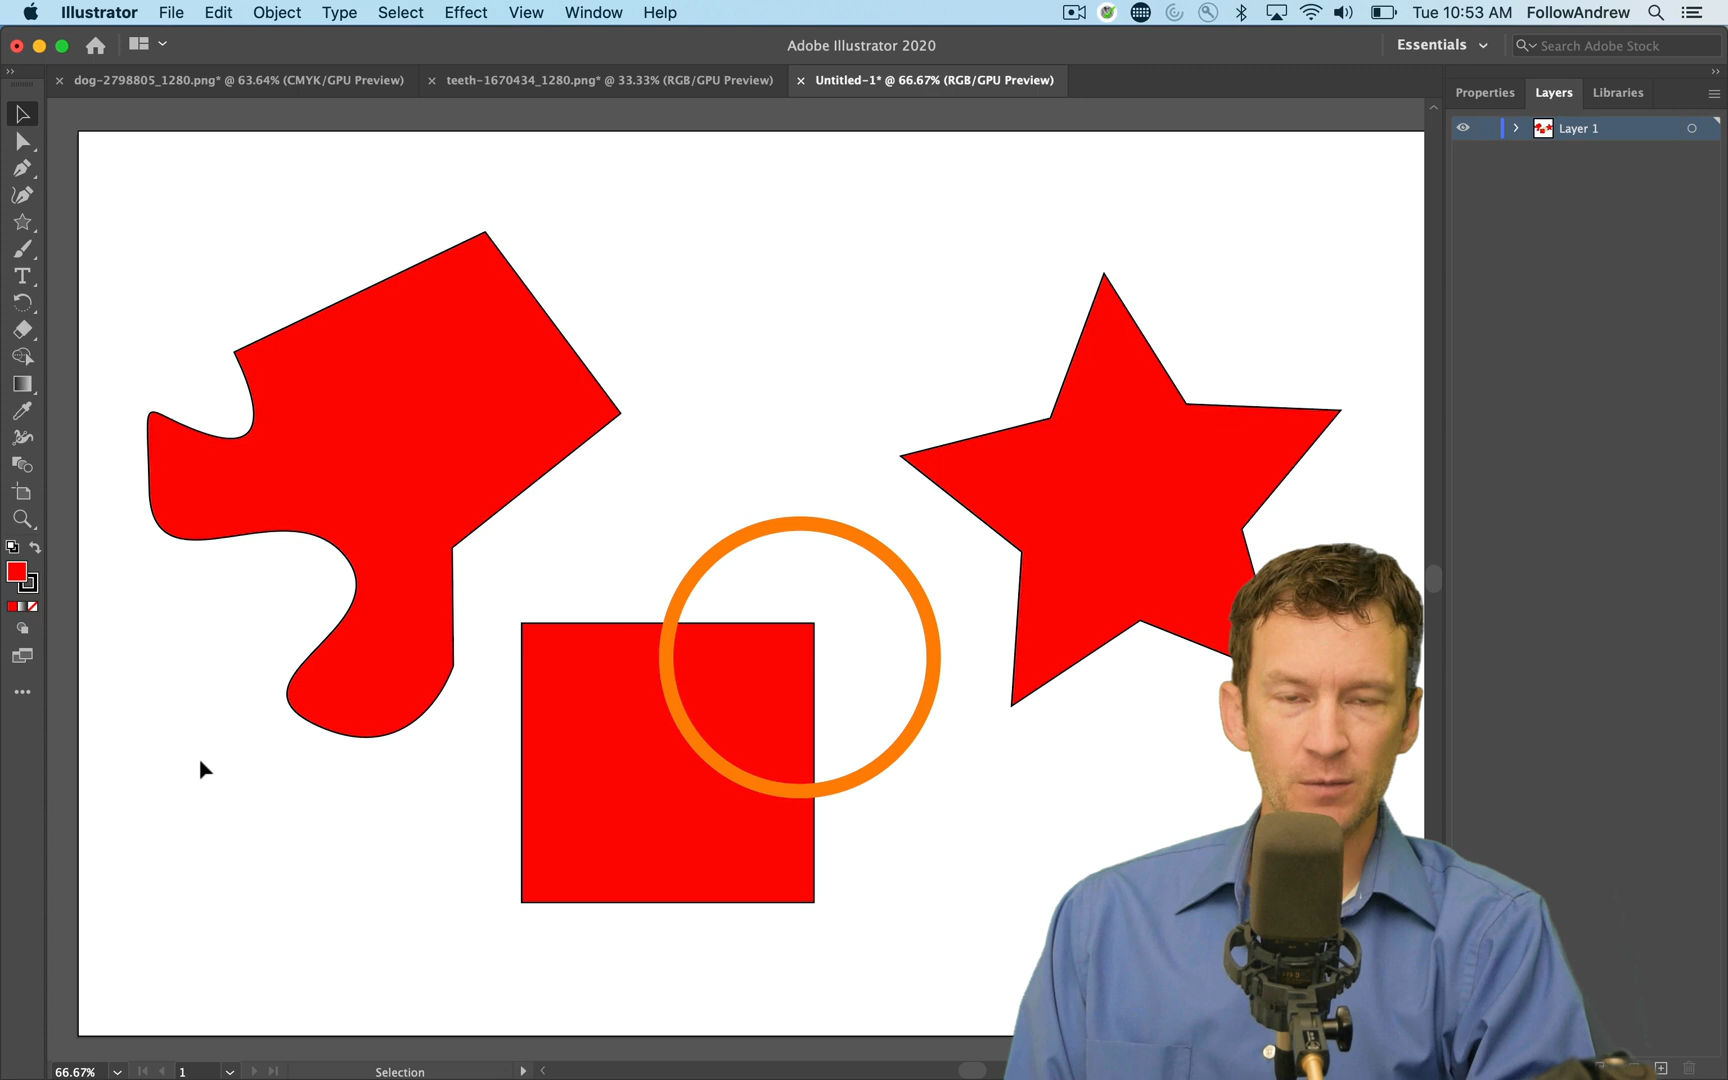 Illustrator File Edit Object Type Select Effect View Window Help Tue 10:53 AM FollowAndrew
Adobe Illustrator 2020 Essentials Search Adobe Stock
dog-2798805_1280.png* @ 63.64% (CMYK/GPU Preview) teeth-1670434_1280.png* @ 33.33% (RGB/GPU Preview) Untitled-1* @ 66.67% (RGB/GPU Preview)
Properties Layers Libraries
Layer 1
66.67% 1 Selection